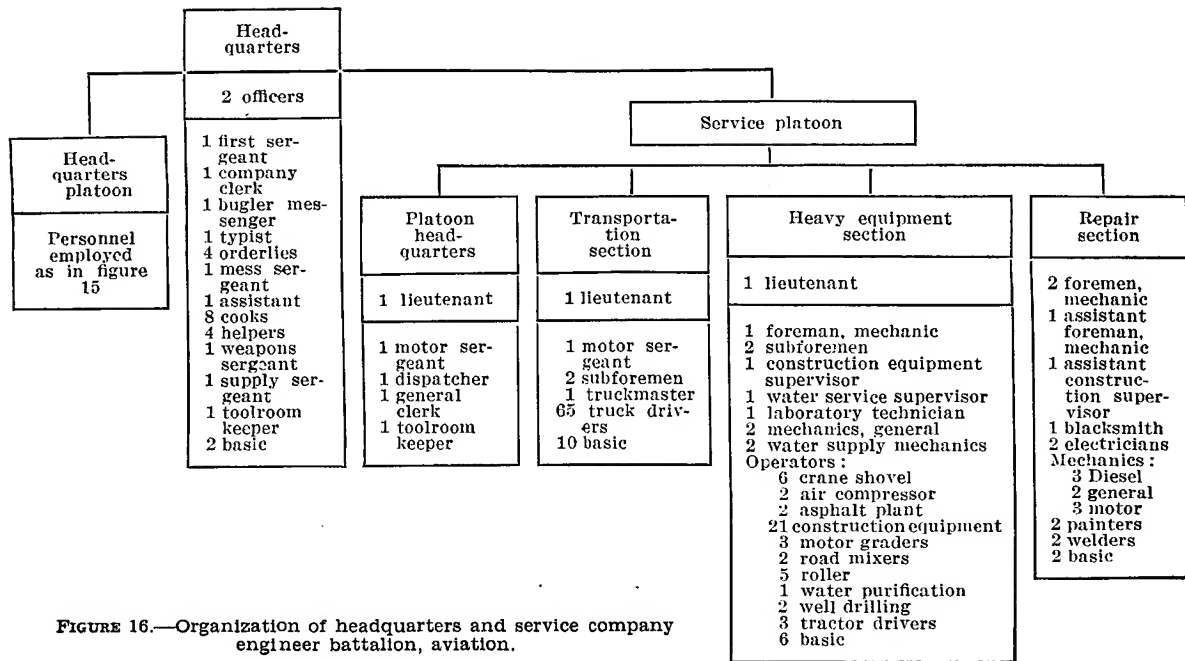 Head-
quarters
2 officers
1 first ser-
geant
1 company
clerk
1 bugler mes-
senger
1 typist
4 orderlies
1 mess ser-
geant
1 assistant
8 cooks
4 helpers
1 weapons
sergeant
1 supply ser-
geant
1 toolroom
keeper
2 basic
Head-
quarters
platoon
Personnel
employed
as in figure
15
Service platoon
Platoon
head-
quarters
1 lieutenant
1 motor ser-
geant
1 dispatcher
1 general
clerk
1 toolroom
keeper
Transporta-
tion
section
1 lieutenant
1 motor ser-
geant
2 subforemen
1 truckmaster
65 truck driv-
ers
10 basic
Heavy equipment
section
1 lieutenant
1 foreman, mechanic
2 subforemen
1 construction equipment
supervisor
1 water service supervisor
1 laboratory technician
2 mechanics, general
2 water supply mechanics
Operators:
6 crane shovel
2 air compressor
2 asphalt plant
21 construction equipment
3 motor graders
2 road mixers
5 roller
1 water purification
2 well drilling
3 tractor drivers
6 basic
Repair
section
2 foremen,
mechanic
1 assistant
foreman,
mechanic
1 assistant
construc-
tion super-
visor
1 blacksmith
2 electricians
Mechanics:
3 Diesel
2 general
3 motor
2 painters
2 welders
2 basic
FIGURE 16.—Organization of headquarters and service company
engineer battalion, aviation.